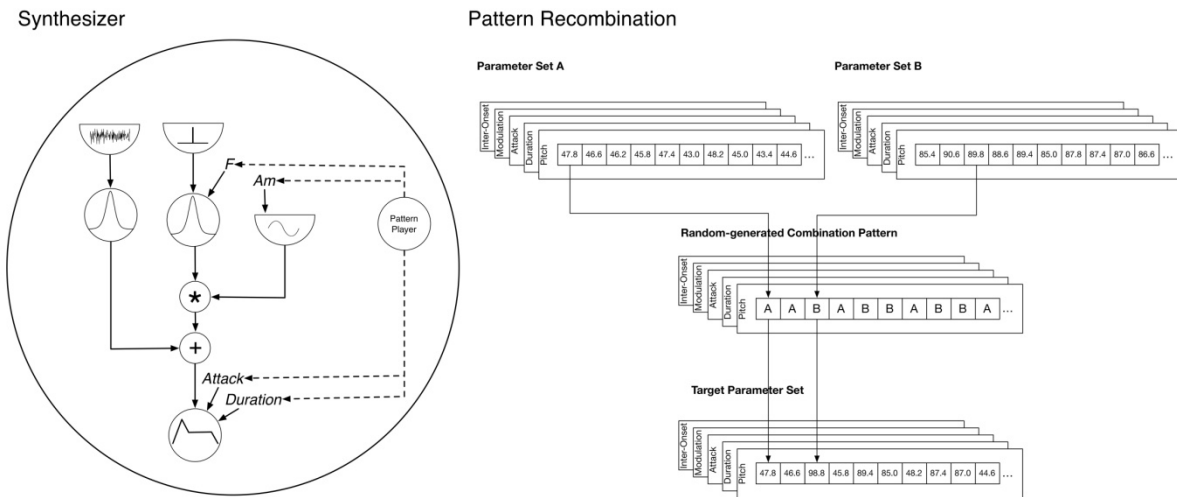 Synthesizer
Pattern Recombination
F
Am
Pattern
Player
*
+
Attack
Duration
Parameter Set A
Inter-Onset
Modulation
Attack
Duration
Pitch
47.8 46.6 46.2 45.8 47.4 43.0 48.2 45.0 43.4 44.6 ...
Parameter Set B
Inter-Onset
Modulation
Attack
Duration
Pitch
85.4 90.6 89.8 88.6 89.4 85.0 87.8 87.4 87.0 86.6 ...
Random-generated Combination Pattern
Inter-Onset
Modulation
Attack
Duration
Pitch
A A B A B B A B B A ...
Target Parameter Set
Inter-Onset
Modulation
Attack
Duration
Pitch
47.8 46.6 98.8 45.8 89.4 85.0 48.2 87.4 87.0 44.6 ...